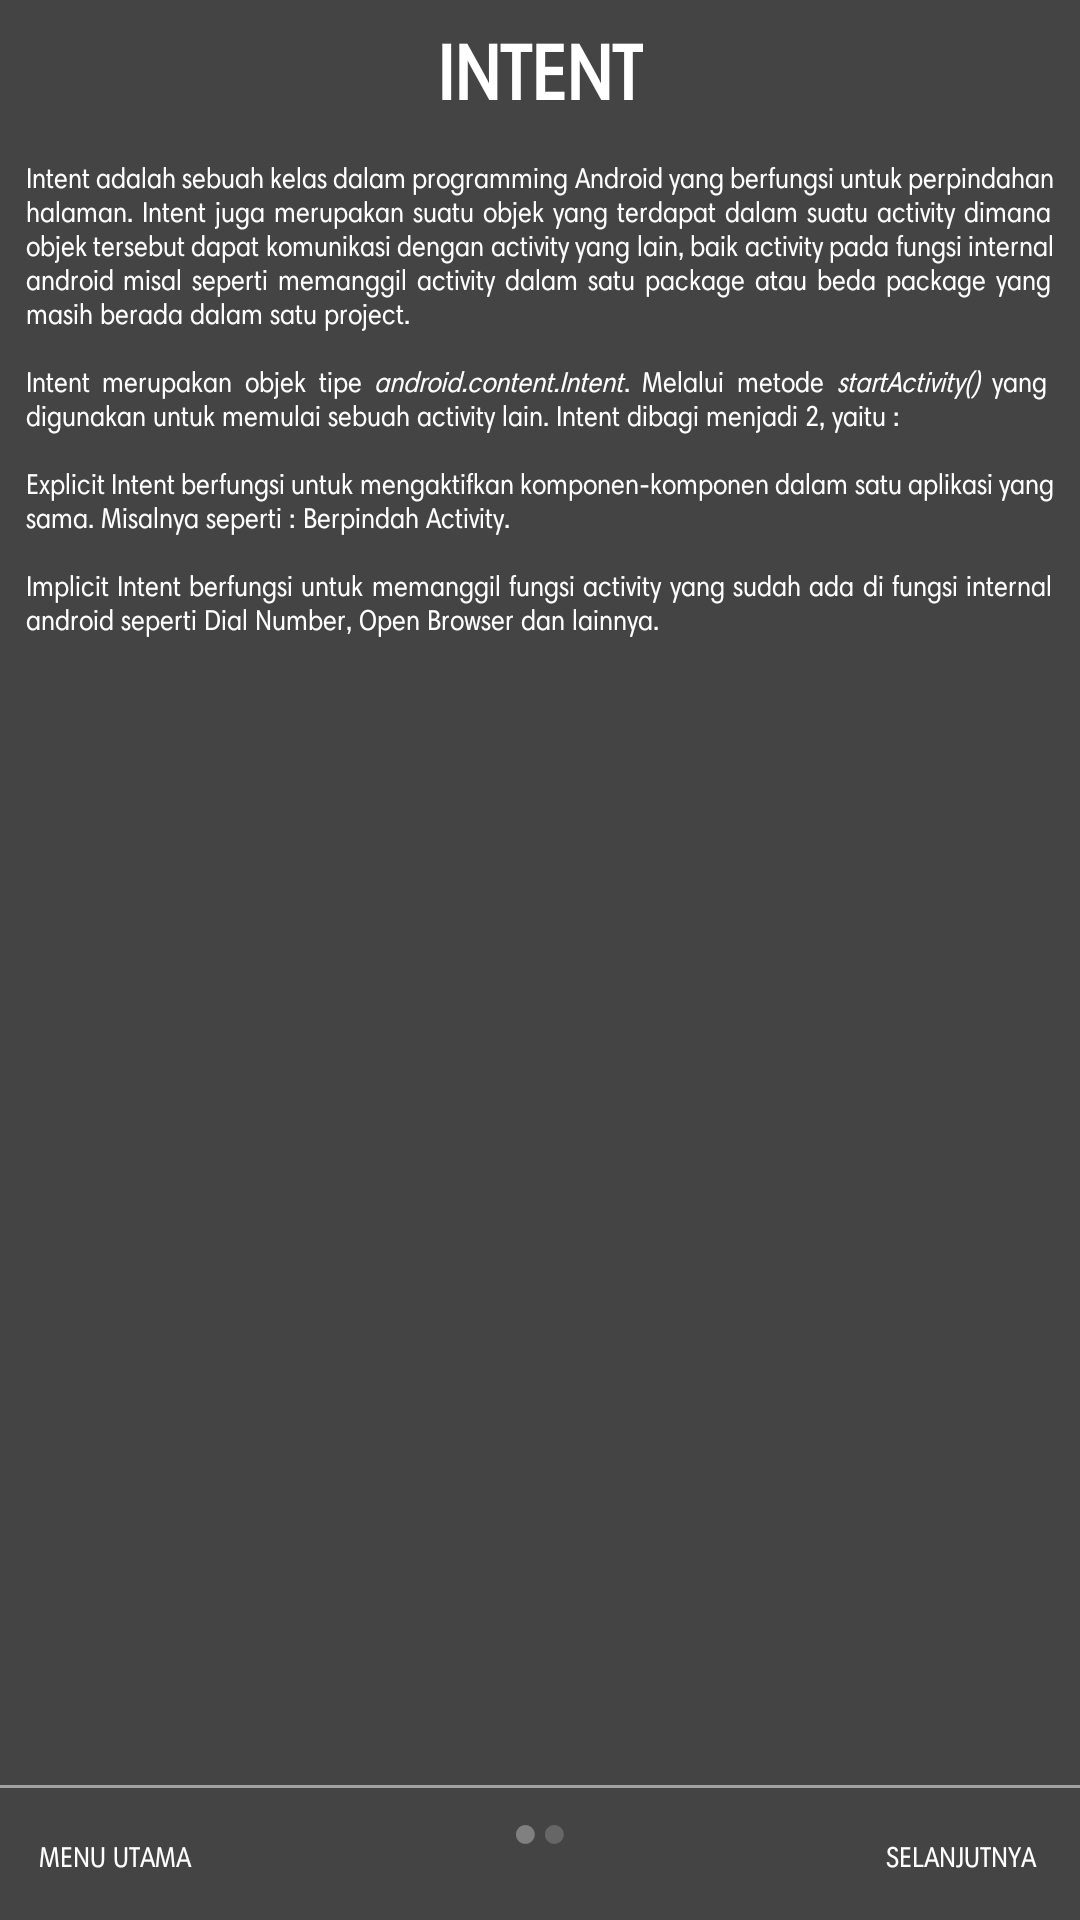 INTENT
Intent adalah sebuah kelas dalam programming Android yang berfungsi untuk perpindahan
halaman. Intent juga merupakan suatu objek yang terdapat dalam suatu activity dimana
objek tersebut dapat komunikasi dengan activity yang lain, baik activity pada fungsi internal
android misal seperti memanggil activity dalam satu package atau beda package yang
masih berada dalam satu project.
Intent merupakan objek tipe android.content.Intent. Melalui metode startActivity() yang
digunakan untuk memulai sebuah activity lain. Intent dibagi menjadi 2, yaitu :
Explicit Intent berfungsi untuk mengaktifkan komponen-komponen dalam satu aplikasi yang
sama. Misalnya seperti : Berpindah Activity.
Implicit Intent berfungsi untuk memanggil fungsi activity yang sudah ada di fungsi internal
android seperti Dial Number, Open Browser dan lainnya.
MENU UTAMA
SELANJUTNYA